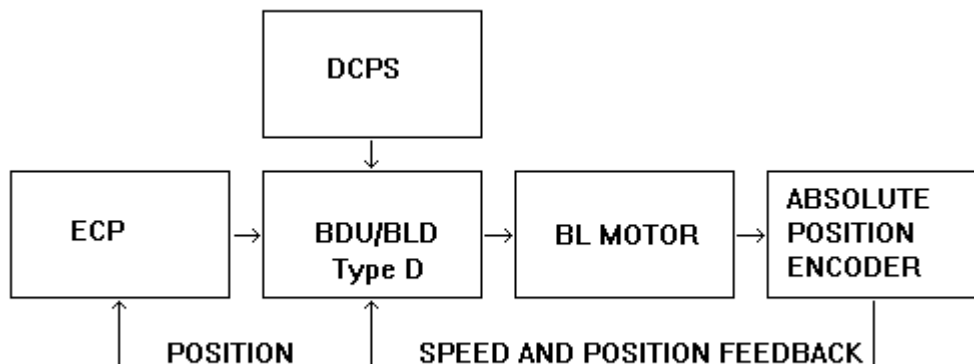 DCPS
ECP
BDU/BLD
Type D
BL MOTOR
ABSOLUTE
POSITION
ENCODER
POSITION
SPEED AND POSITION FEEDBACK